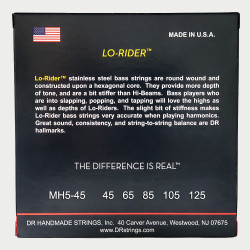 MADE IN U.S.A.
LO-RIDER™
Lo-Rider™ stainless steel bass strings are round wound and
constructed upon a hexagonal core. They provide more depth
of tone, and are a bit stiffer than Hi-Beams. Bass players who
are into slapping, popping, and tapping will love the highs as
well as depths of Lo-Riders. The slight bit of stiffness makes
Lo-Rider bass strings very accurate when playing harmonics.
Great sound, consistency, and string-to-string balance are DR
hallmarks.
THE DIFFERENCE IS REAL™
MH5-45 45 65 85 105 125
DR HANDMADE STRINGS, Inc. 40 Carver Avenue, Westwood, NJ 07675
www.DRstrings.com